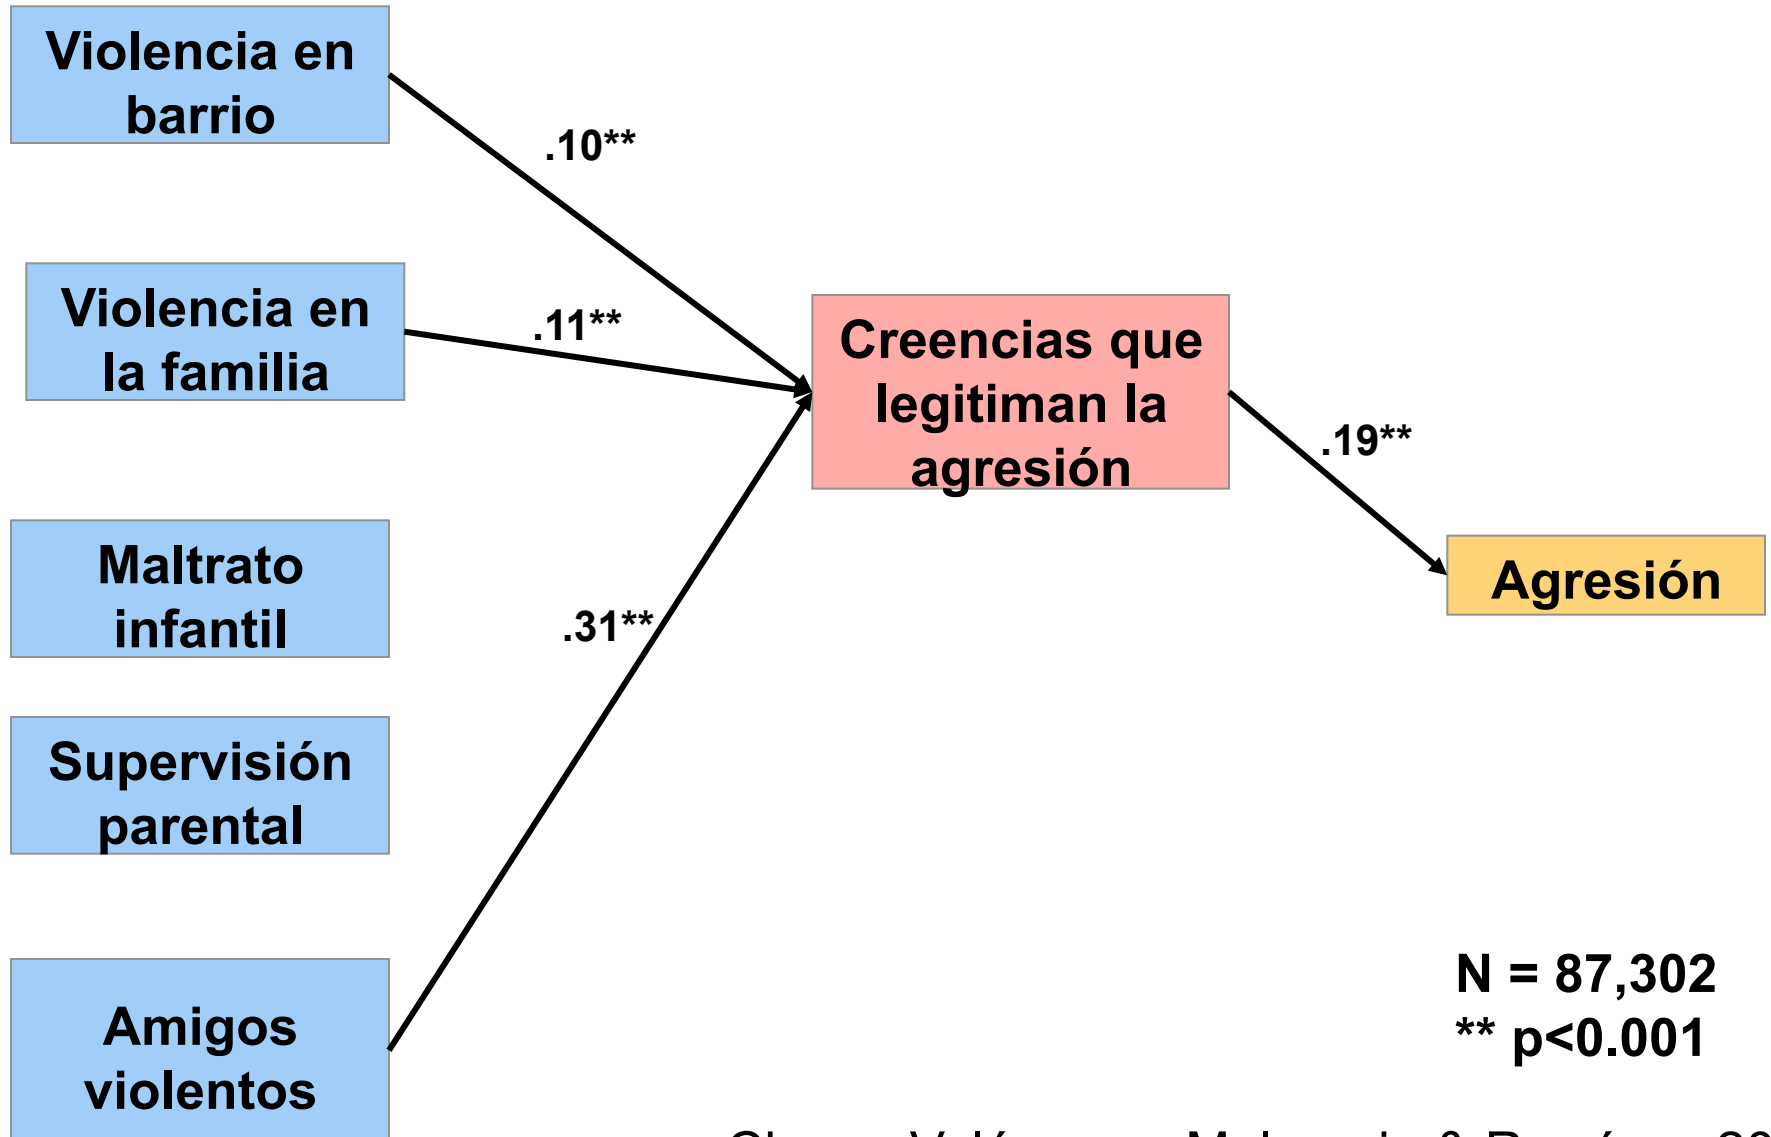 Violencia en
barrio
.10**
Violencia en
la familia
.11**
Creencias que
legitiman la
agresión
.19**
Maltrato
infantil
.31**
Agresión
Supervisión
parental
Amigos
violentos
N = 87,302
** p<0.001